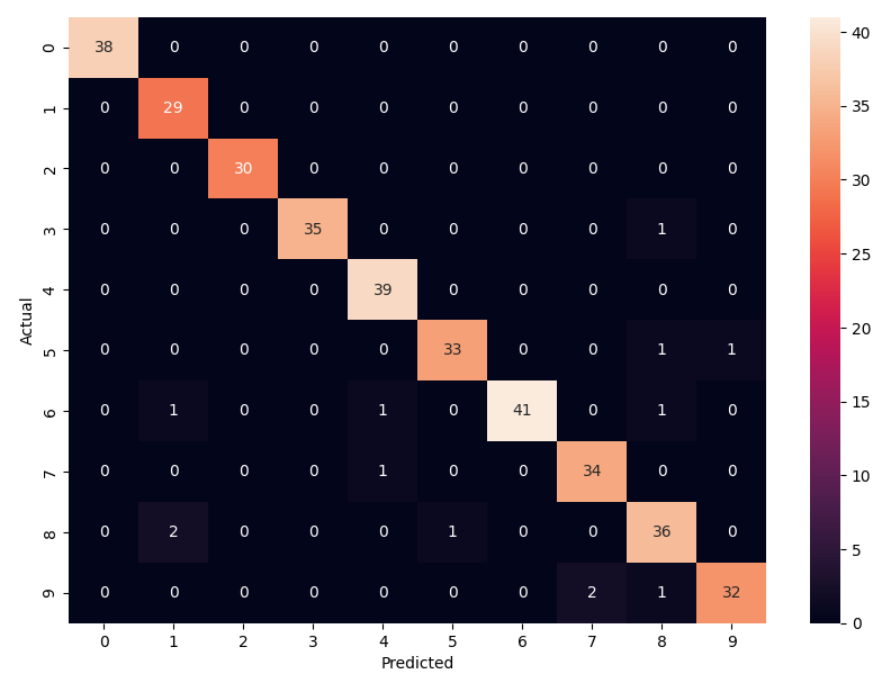 0 38 0 0 0 0 0 0 0 0 0
1 0 29 0 0 0 0 0 0 0 0
2 0 0 30 0 0 0 0 0 0 0
3 0 0 0 35 0 0 0 0 1 0
4 0 0 0 0 39 0 0 0 0 0
Actual
5 0 0 0 0 0 33 0 0 1 1
6 0 1 0 0 1 0 41 0 1 0
7 0 0 0 0 1 0 0 34 0 0
8 0 2 0 0 0 1 0 0 36 0
9 0 0 0 0 0 0 0 2 1 32
0 1 2 3 4 5 6 7 8 9
Predicted
40
35
30
25
20
15
10
5
0